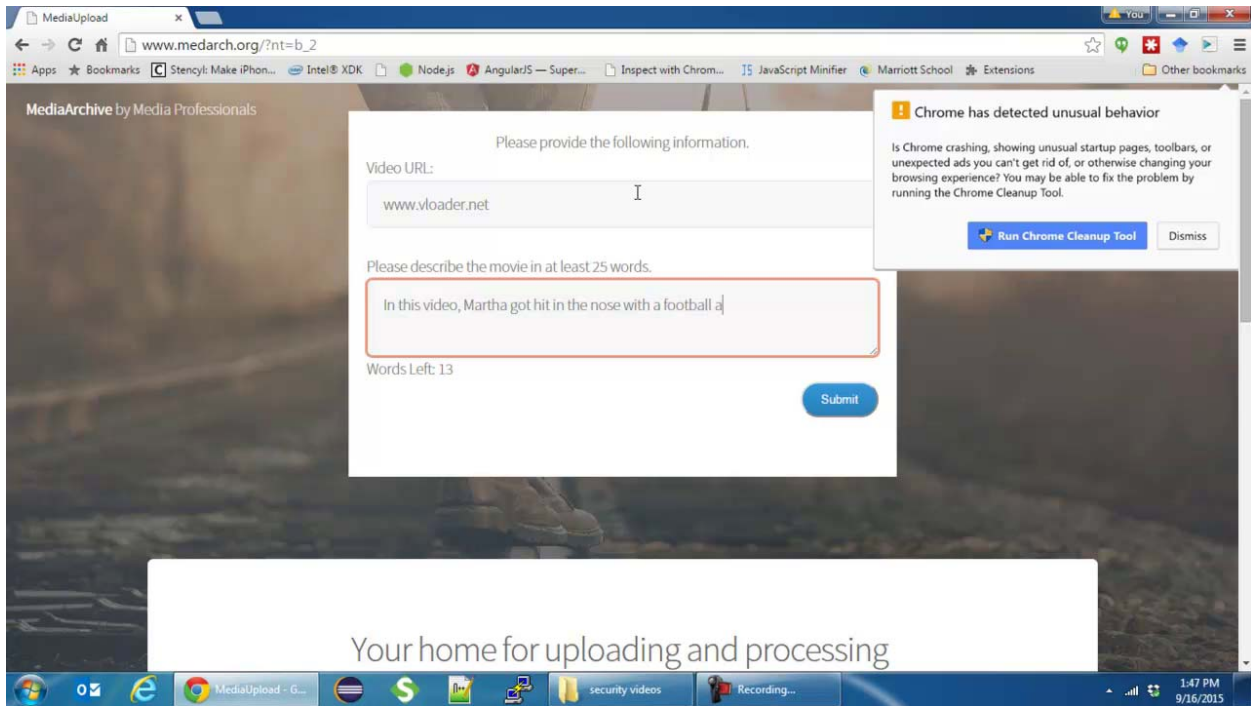 MediaUpload
You
www.medarch.org/?nt=b_2
Apps Bookmarks Stencyl: Make iPhon... Intel® XDK Node.js AngularJS — Super... Inspect with Chrom... JavaScript Minifier Marriott School Extensions Other bookmarks
MediaArchive by Media Professionals
Please provide the following information.
Video URL:
www.vloader.net
Please describe the movie in at least 25 words.
In this video, Martha got hit in the nose with a football a
Words Left: 13
Submit
Chrome has detected unusual behavior
Is Chrome crashing, showing unusual startup pages, toolbars, or
unexpected ads you can't get rid of, or otherwise changing your
browsing experience? You may be able to fix the problem by
running the Chrome Cleanup Tool.
Run Chrome Cleanup Tool Dismiss
Your home for uploading and processing
MediaUpload - G... security videos Recording... 1:47 PM
9/16/2015